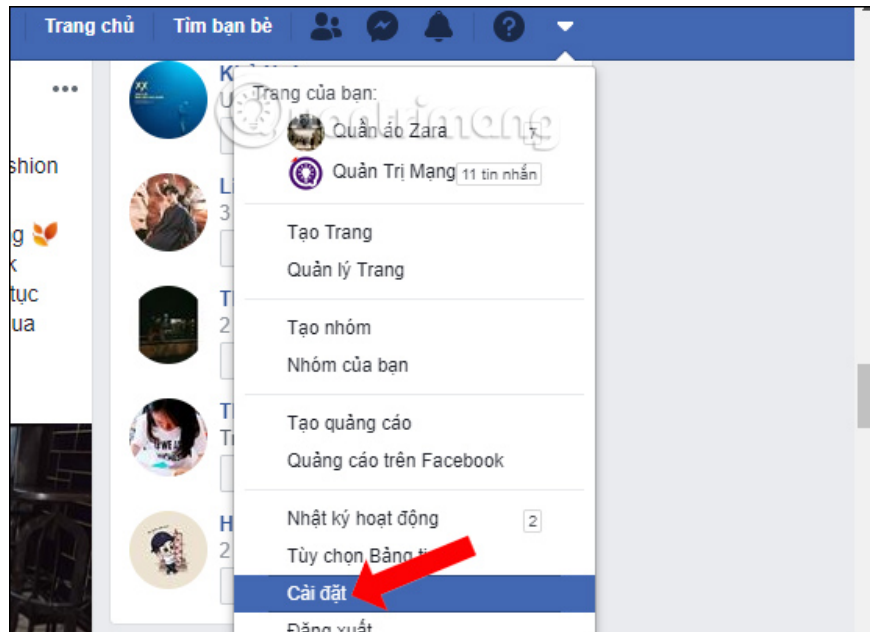 Trang chủ
Tìm bạn bè
shion
g
k
tục
ua
Trang của bạn:
Quantrimang
Quần áo Zara 7
Quản Trị Mạng 11 tin nhắn
Tạo Trang
Quản lý Trang
Tạo nhóm
Nhóm của bạn
Tạo quảng cáo
Quảng cáo trên Facebook
Nhật ký hoạt động 2
Tùy chọn Bảng
Cài đặt
Đăng xuất